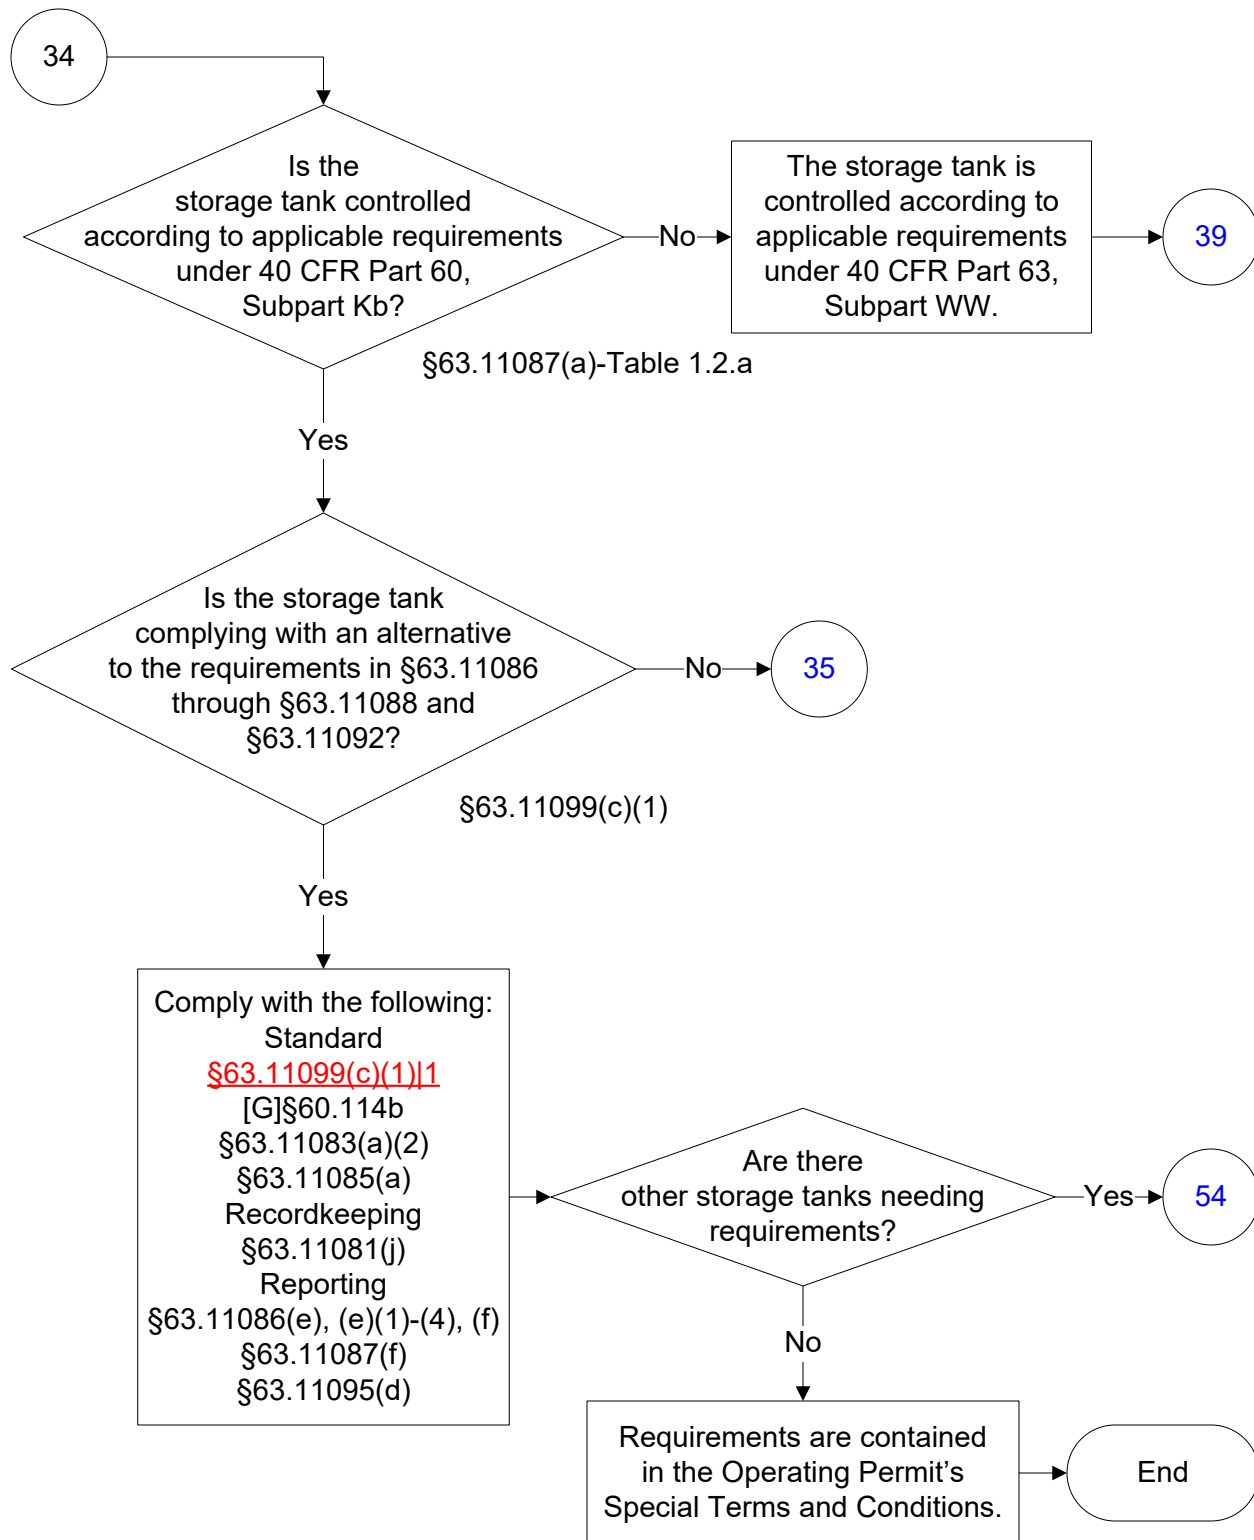 34
Is the
storage tank controlled
according to applicable requirements
under 40 CFR Part 60,
Subpart Kb?
No
The storage tank is
controlled according to
applicable requirements
under 40 CFR Part 63,
Subpart WW.
39
§63.11087(a)-Table 1.2.a
Yes
Is the storage tank
complying with an alternative
to the requirements in §63.11086
through §63.11088 and
§63.11092?
No
35
§63.11099(c)(1)
Yes
Comply with the following:
Standard
§63.11099(c)(1)|1
[G]§60.114b
§63.11083(a)(2)
§63.11085(a)
Recordkeeping
§63.11081(j)
Reporting
§63.11086(e), (e)(1)-(4), (f)
§63.11087(f)
§63.11095(d)
Are there
other storage tanks needing
requirements?
Yes
54
No
Requirements are contained
in the Operating Permit’s
Special Terms and Conditions.
End